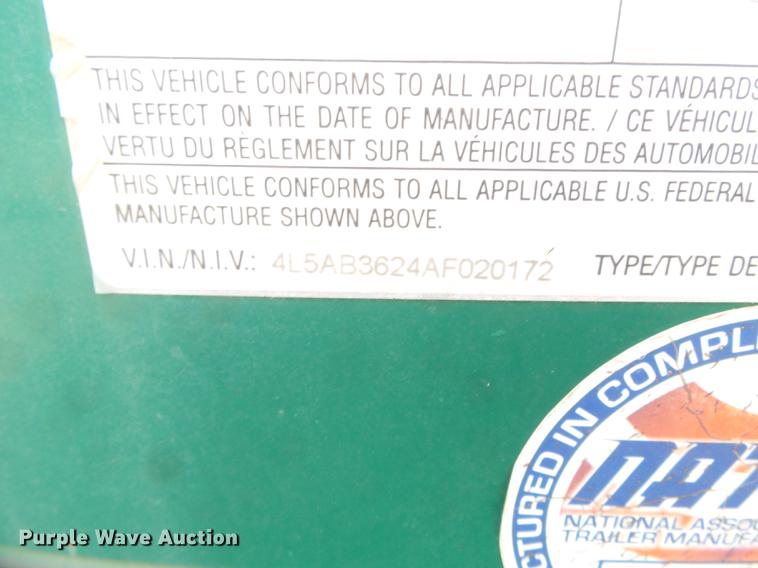 THIS VEHICLE CONFORMS TO ALL APPLICABLE STANDARDS
IN EFFECT ON THE DATE OF MANUFACTURE. / CE VÉHICUL
VERTU DU RÈGLEMENT SUR LA VÉHICULES DES AUTOMOBIL
THIS VEHICLE CONFORMS TO ALL APPLICABLE U.S. FEDERAL
MANUFACTURE SHOWN ABOVE.
V.I.N./N.I.V.: 4L5AB3624AF020172 TYPE/TYPE DE
CTURED IN COMPLI
NAT
NATIONAL ASSO
TRAILER MANUFA
Purple Wave Auction